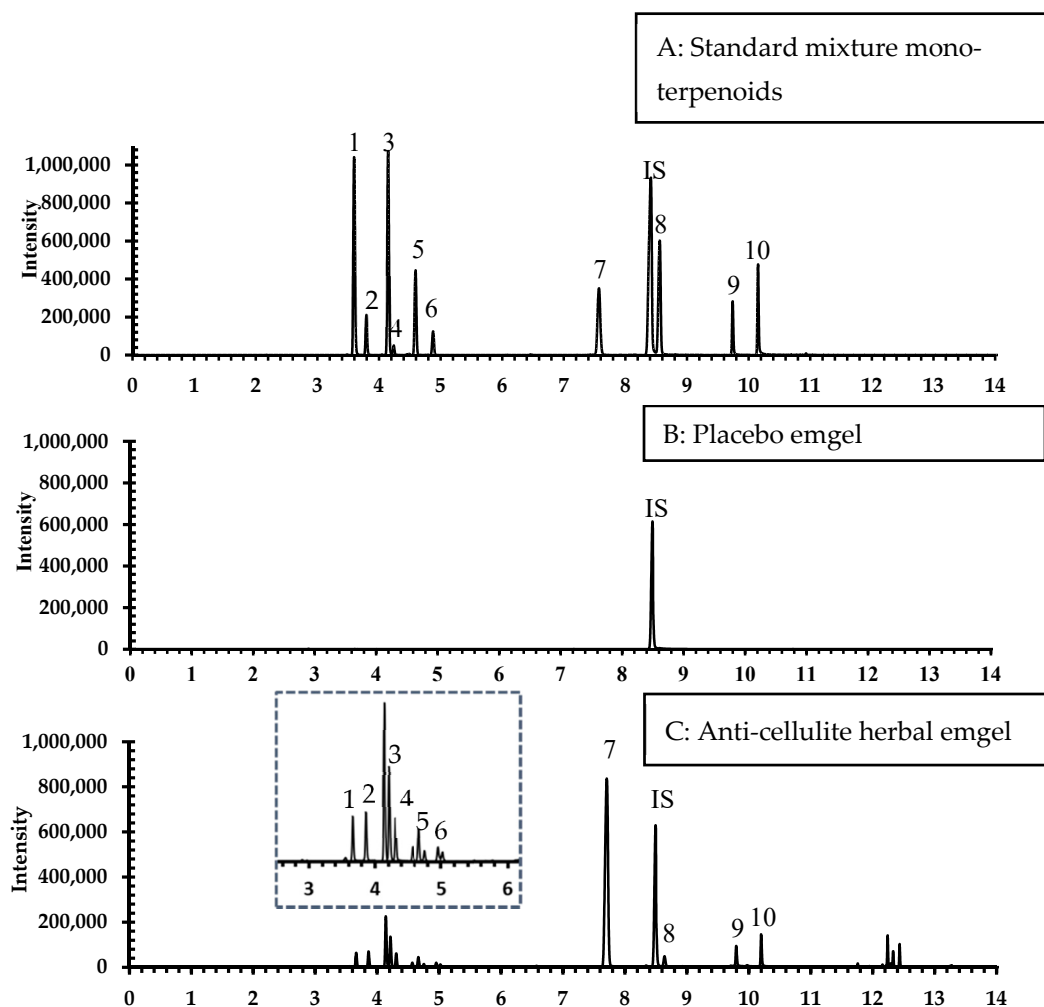 A: Standard mixture mono-
terpenoids
1 3
IS
1,000,000
800,000
8
5
10
600,000
7
400,000
2
9
6
200,000
4
0
Intensity
0 1 2 3 4 5 6 7 8 9 10 11 12 13 14
B: Placebo emgel
1,000,000
IS
800,000
600,000
400,000
200,000
0
Intensity
0 1 2 3 4 5 6 7 8 9 10 11 12 13 14
C: Anti-cellulite herbal emgel
7
1,000,000
3
IS
800,000
1 2 4
5 6
600,000
3 4 5 6
400,000
8 9 10
200,000
0
Intensity
0 1 2 3 4 5 6 7 8 9 10 11 12 13 14